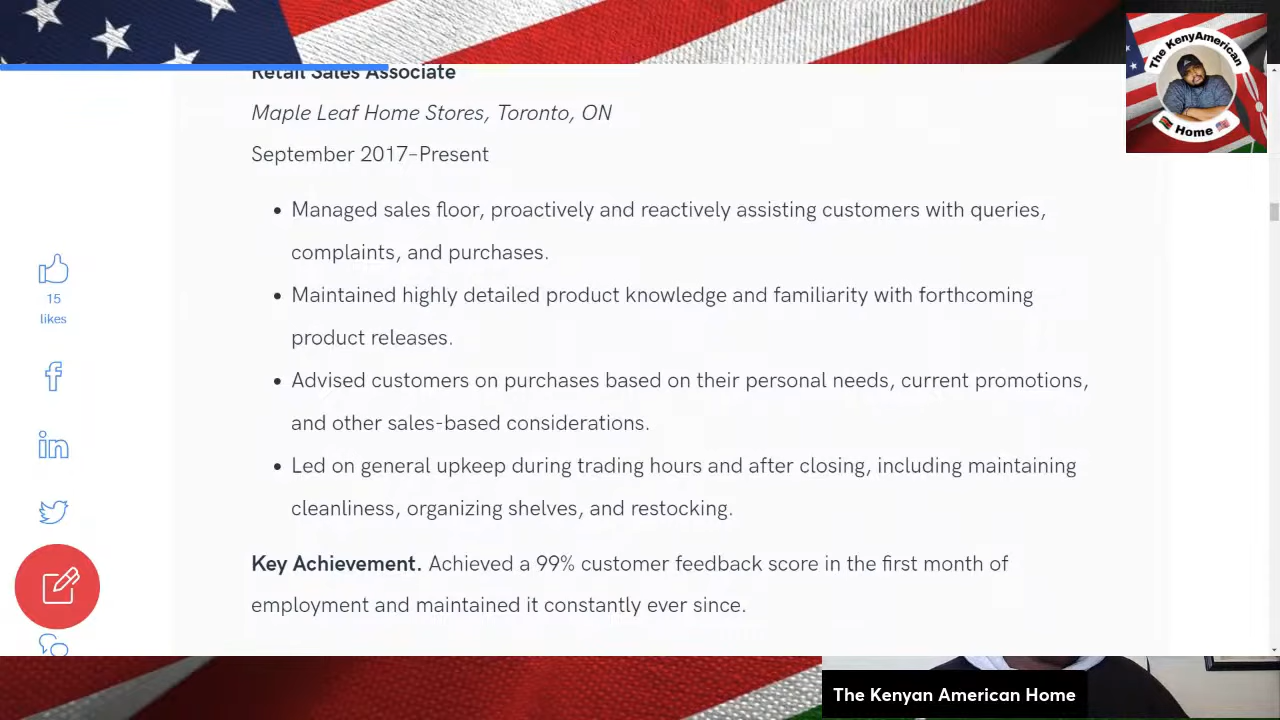 The KenyAmerican
Home
Retail Sales Associate
Maple Leaf Home Stores, Toronto, ON
September 2017–Present
• Managed sales floor, proactively and reactively assisting customers with queries,
complaints, and purchases.
• Maintained highly detailed product knowledge and familiarity with forthcoming
product releases.
• Advised customers on purchases based on their personal needs, current promotions,
and other sales-based considerations.
• Led on general upkeep during trading hours and after closing, including maintaining
cleanliness, organizing shelves, and restocking.
Key Achievement. Achieved a 99% customer feedback score in the first month of
employment and maintained it constantly ever since.
15
likes
The Kenyan American Home